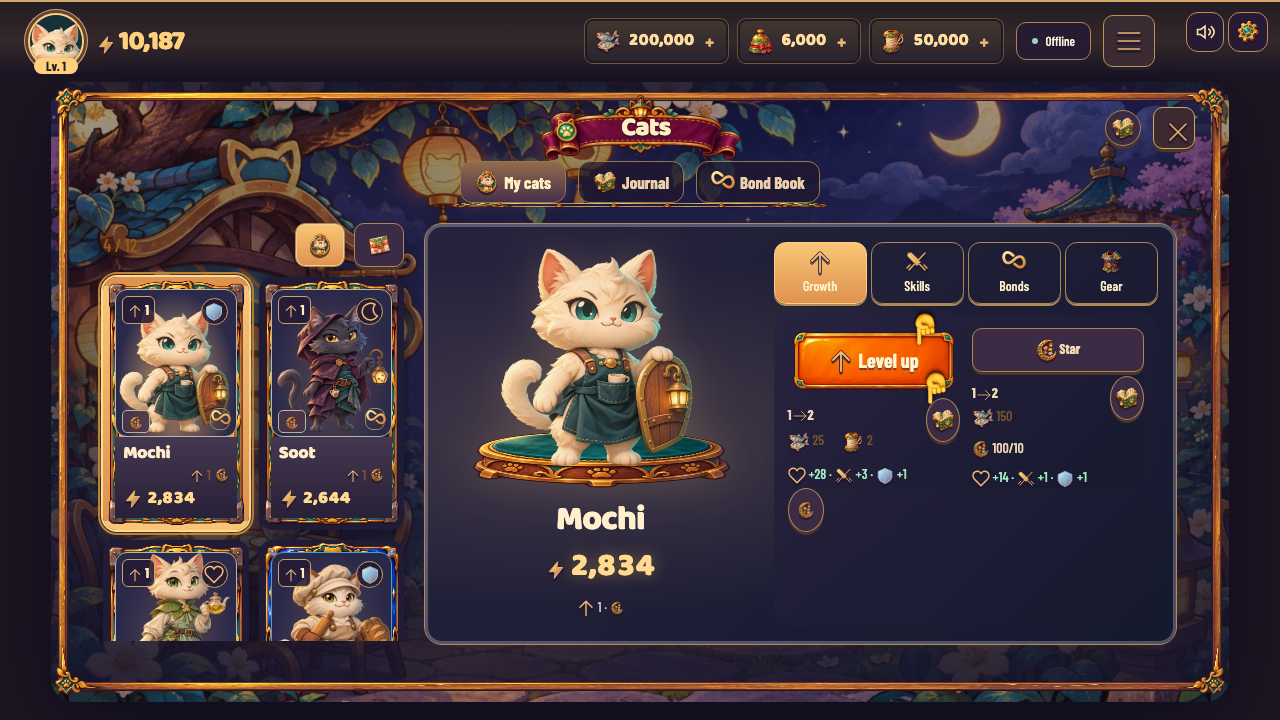 10,187
200,000 +
6,000 +
50,000 +
Offline
Lv. 1
Cats
My cats
Journal
Bond Book
4 / 12
1
Mochi
1
2,834
1
Soot
1
2,644
1
1
Mochi
2,834
1 ·
Growth
Skills
Bonds
Gear
Level up
1→2
25
2
+28 · +3 · +1
Star
1→2
150
100/10
+14 · +1 · +1